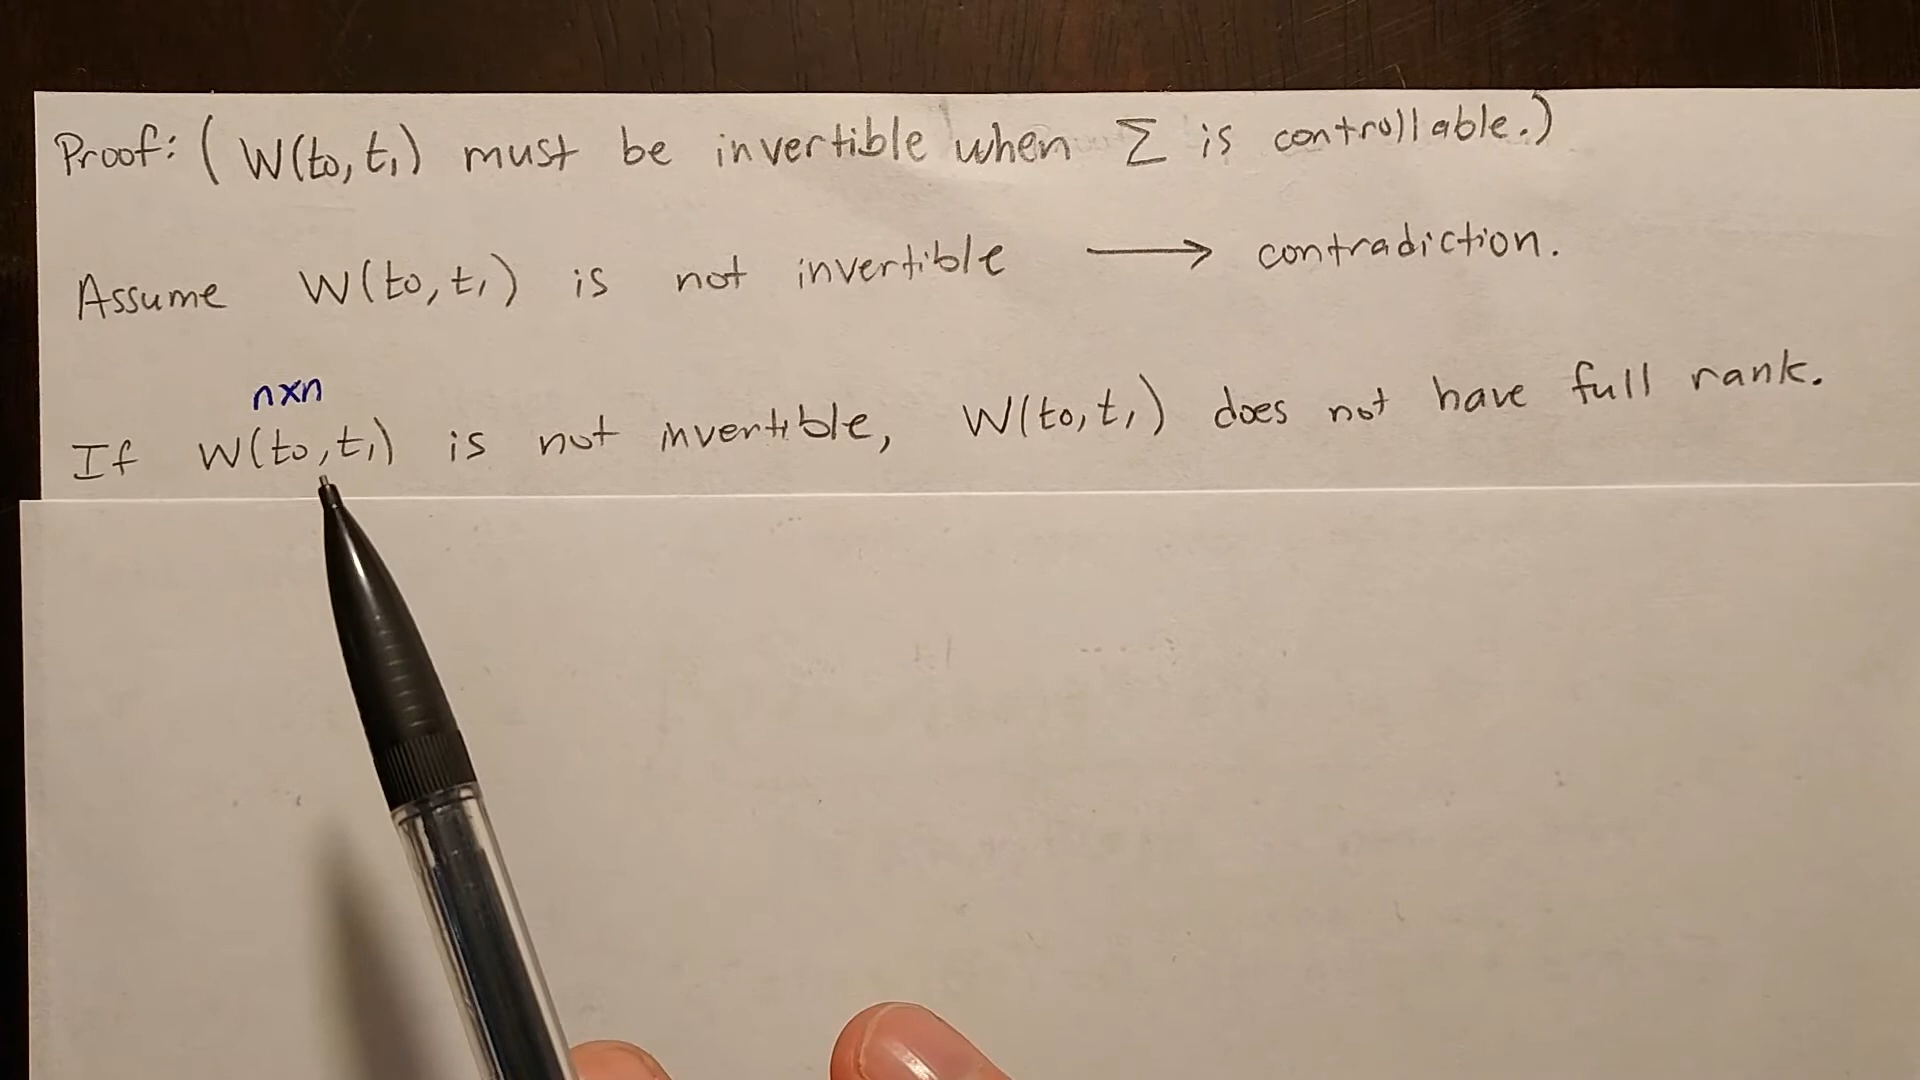 Proof: ( W(t₀,t₁) must be invertible when Σ is controllable.)
Assume W(t₀,t₁) is not invertible ⟶ contradiction.
n×n
If W(t₀,t₁) is not invertible, W(t₀,t₁) does not have full rank.